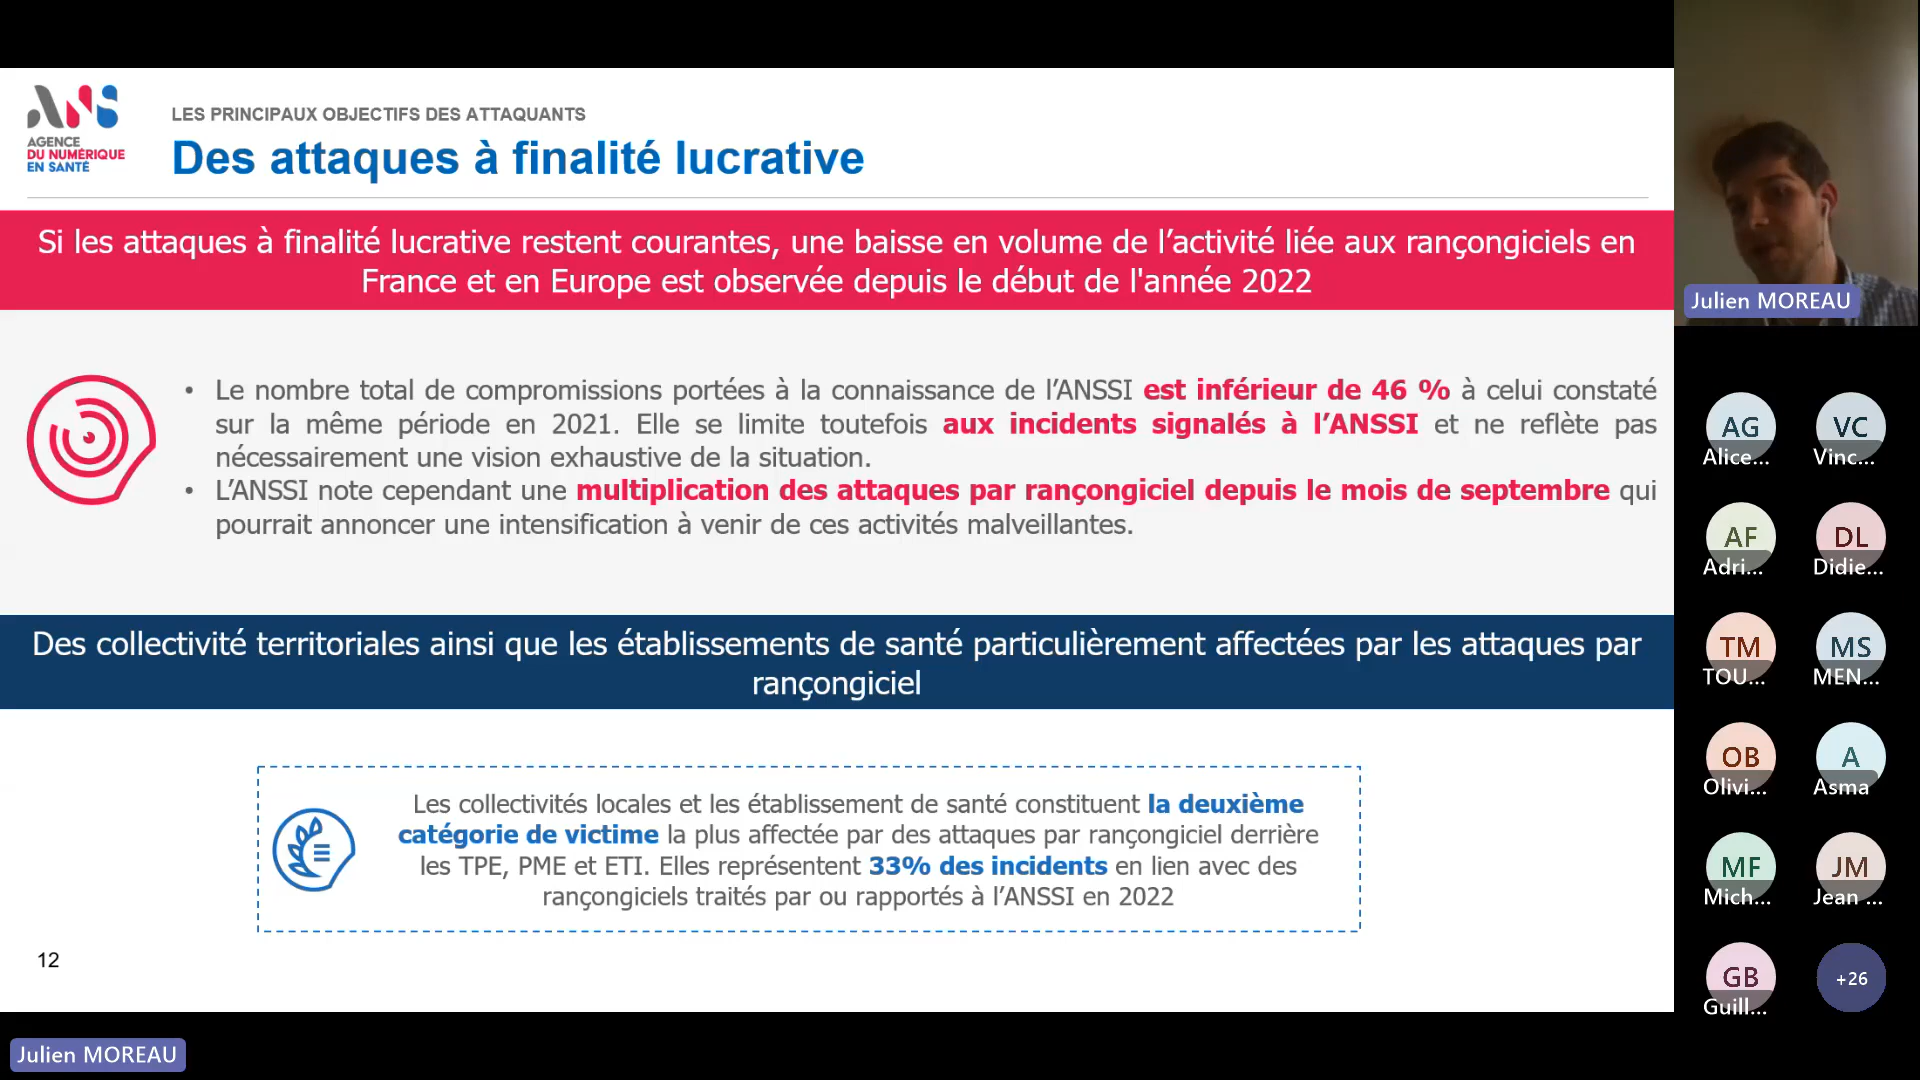 ANS
AGENCE
DU NUMÉRIQUE
EN SANTÉ
LES PRINCIPAUX OBJECTIFS DES ATTAQUANTS
Des attaques à finalité lucrative
Si les attaques à finalité lucrative restent courantes, une baisse en volume de l’activité liée aux rançongiciels en
France et en Europe est observée depuis le début de l'année 2022
• Le nombre total de compromissions portées à la connaissance de l’ANSSI est inférieur de 46 % à celui constaté
sur la même période en 2021. Elle se limite toutefois aux incidents signalés à l’ANSSI et ne reflète pas
nécessairement une vision exhaustive de la situation.
• L’ANSSI note cependant une multiplication des attaques par rançongiciel depuis le mois de septembre qui
pourrait annoncer une intensification à venir de ces activités malveillantes.
Des collectivité territoriales ainsi que les établissements de santé particulièrement affectées par les attaques par
rançongiciel
Les collectivités locales et les établissement de santé constituent la deuxième
catégorie de victime la plus affectée par des attaques par rançongiciel derrière
les TPE, PME et ETI. Elles représentent 33% des incidents en lien avec des
rançongiciels traités par ou rapportés à l’ANSSI en 2022
12
Julien MOREAU
Julien MOREAU
AG
Alice...
VC
Vinc...
AF
Adri...
DL
Didie...
TM
TOU...
MS
MEN...
OB
Olivi...
A
Asma
MF
Mich...
JM
Jean ...
GB
Guill...
+26